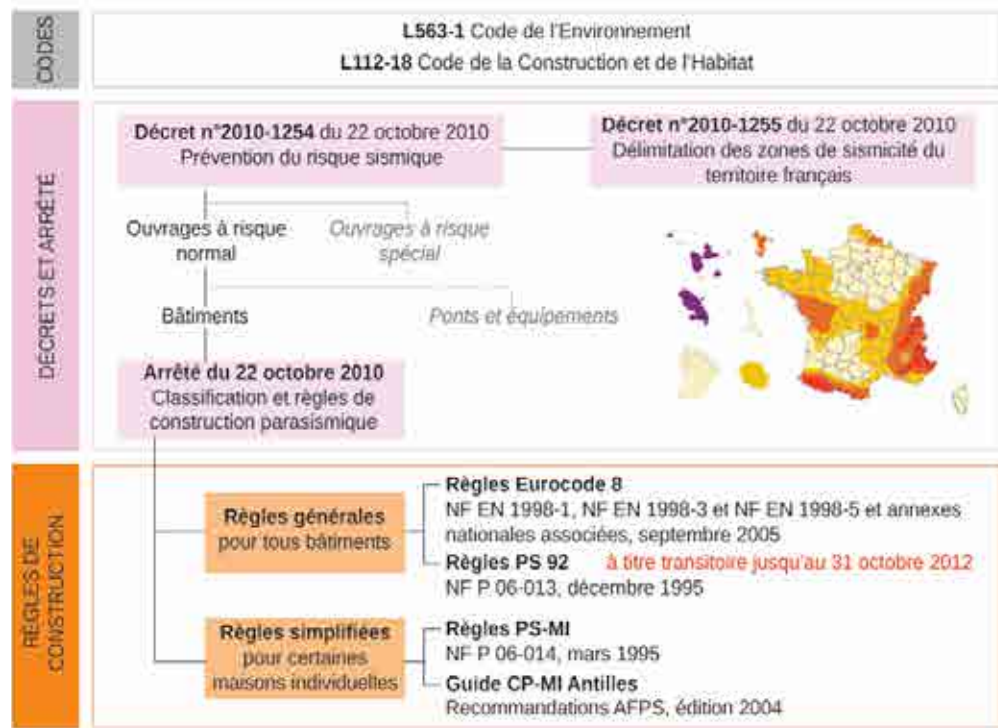 CODES
L563-1 Code de l'Environnement
L112-18 Code de la Construction et de l'Habitat
DÉCRETS ET ARRÊTÉ
Décret n°2010-1254 du 22 octobre 2010
Prévention du risque sismique
Décret n°2010-1255 du 22 octobre 2010
Délimitation des zones de sismicité du
territoire français
Ouvrages à risque
normal
Ouvrages à risque
spécial
Bâtiments
Ponts et équipements
Arrêté du 22 octobre 2010
Classification et règles de
construction parasismique
RÈGLES DE
CONSTRUCTION
Règles générales
pour tous bâtiments
Règles Eurocode 8
NF EN 1998-1, NF EN 1998-3 et NF EN 1998-5 et annexes
nationales associées, septembre 2005
Règles PS 92 à titre transitoire jusqu'au 31 octobre 2012
NF P 06-013, décembre 1995
Règles simplifiées
pour certaines
maisons individuelles
Règles PS-MI
NF P 06-014, mars 1995
Guide CP-MI Antilles
Recommandations AFPS, édition 2004